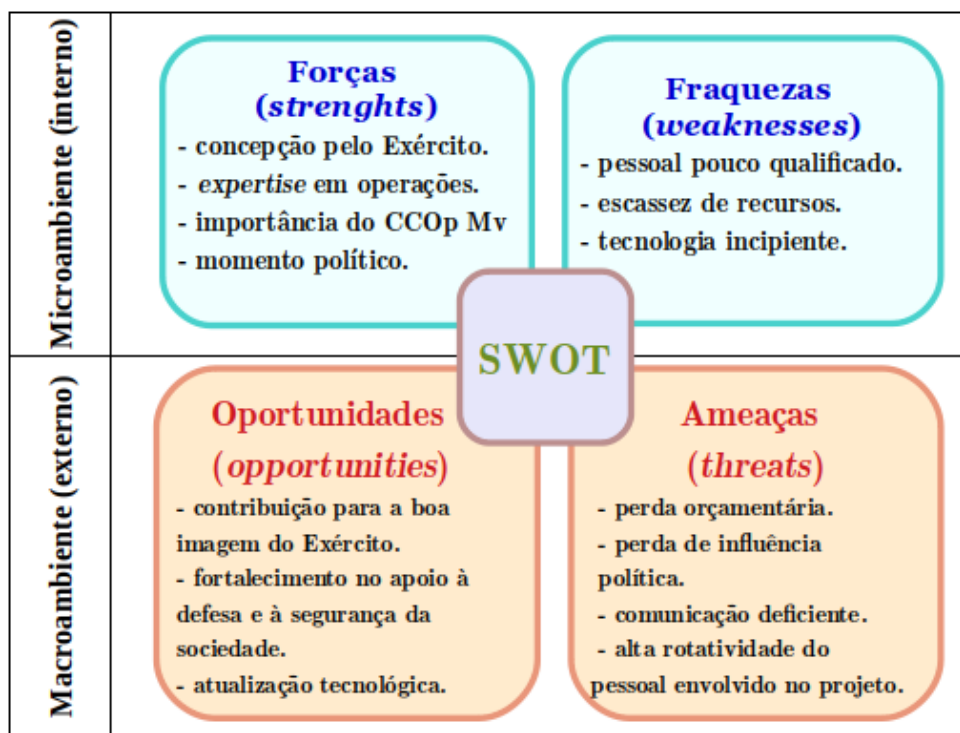 Microambiente (interno)
Forças
(strenghts)
- concepção pelo Exército.
- expertise em operações.
- importância do CCOp Mv
- momento político.
Fraquezas
(weaknesses)
- pessoal pouco qualificado.
- escassez de recursos.
- tecnologia incipiente.
SWOT
Macroambiente (externo)
Oportunidades
(opportunities)
- contribuição para a boa
imagem do Exército.
- fortalecimento no apoio à
defesa e à segurança da
sociedade.
- atualização tecnológica.
Ameaças
(threats)
- perda orçamentária.
- perda de influência
política.
- comunicação deficiente.
- alta rotatividade do
pessoal envolvido no projeto.